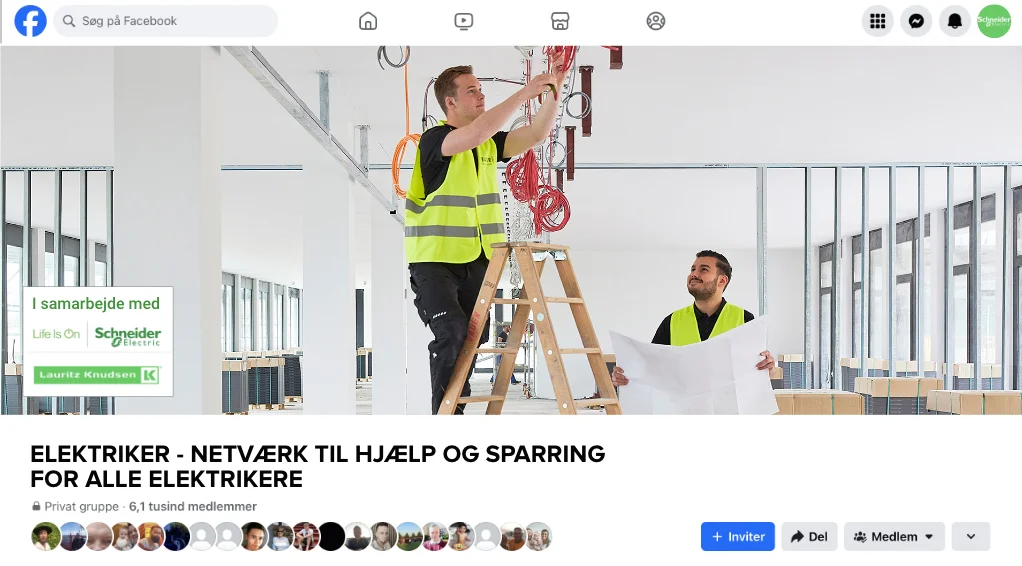 Søg på Facebook
Schneider
I samarbejde med
Life Is On
Schneider
Electric
Lauritz Knudsen LK
ELEKTRIKER - NETVÆRK TIL HJÆLP OG SPARRING
FOR ALLE ELEKTRIKERE
Privat gruppe · 6,1 tusind medlemmer
+ Inviter
Del
Medlem